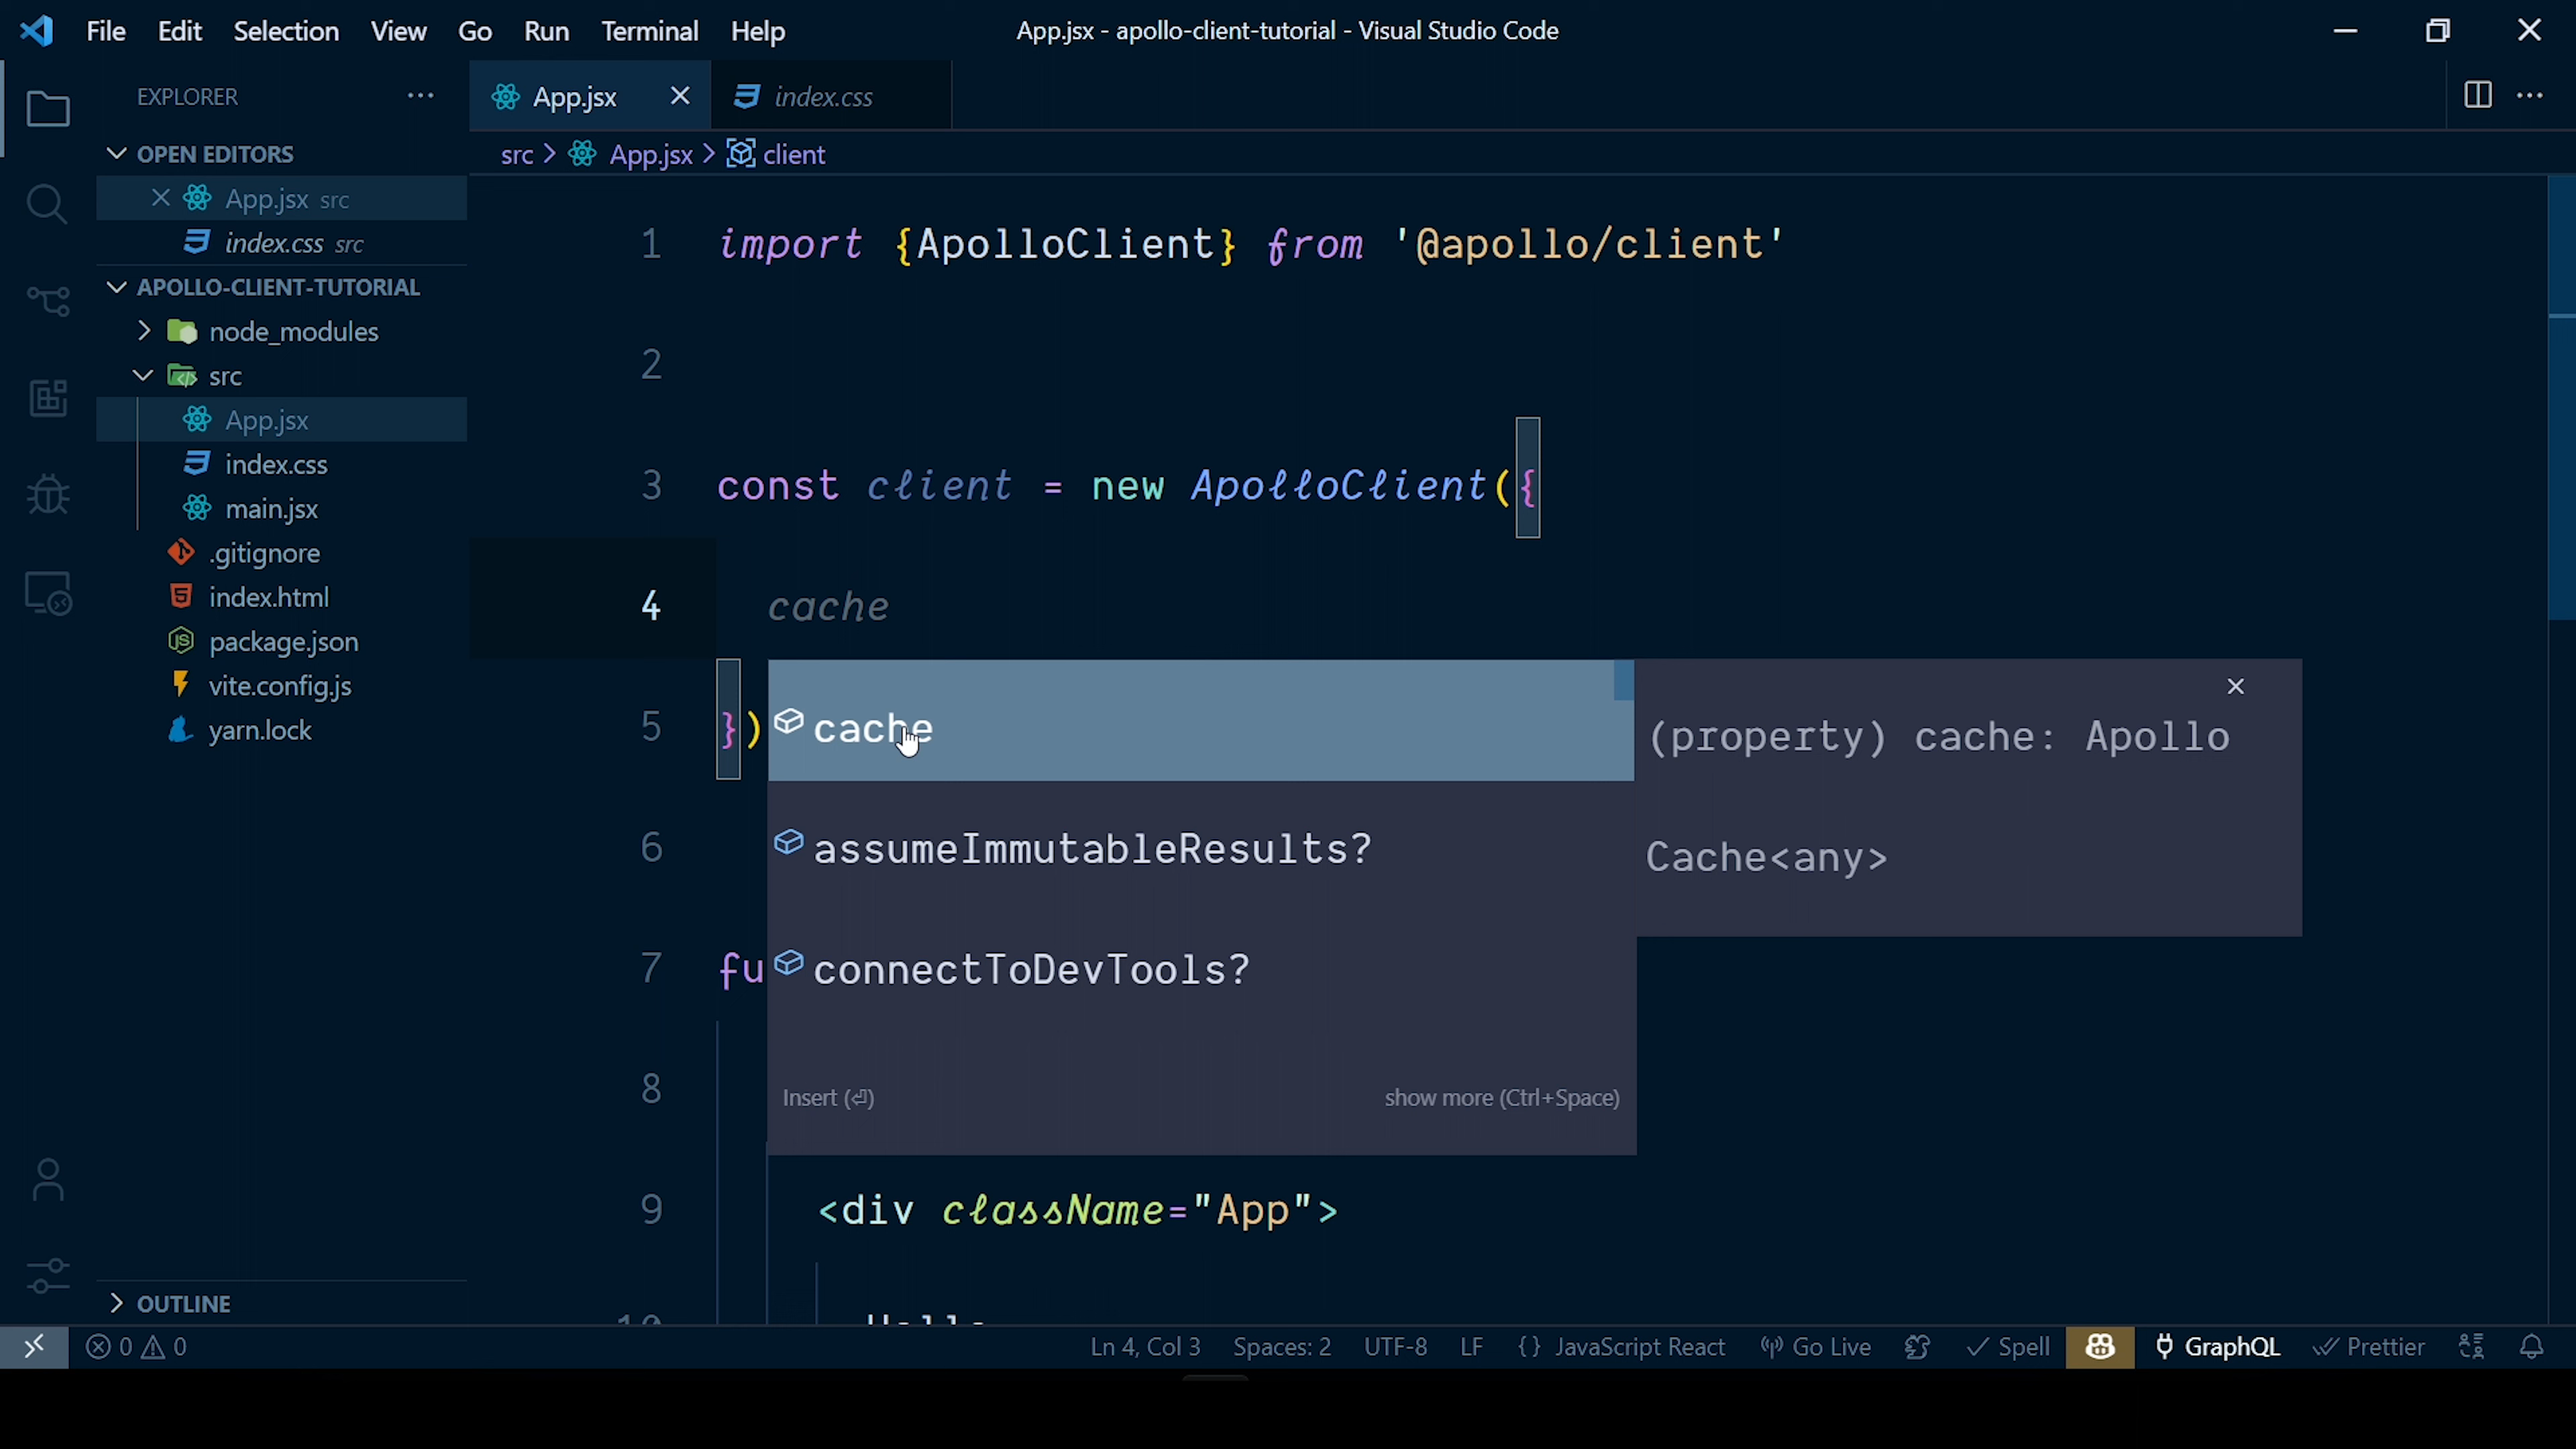 File Edit Selection View Go Run Terminal Help
App.jsx - apollo-client-tutorial - Visual Studio Code
EXPLORER
OPEN EDITORS
App.jsx src
index.css src
APOLLO-CLIENT-TUTORIAL
node_modules
src
App.jsx
index.css
main.jsx
.gitignore
index.html
package.json
vite.config.js
yarn.lock
OUTLINE
App.jsx index.css
src > App.jsx > client
1 import {ApolloClient} from '@apollo/client'
2
3 const client = new ApolloClient({
4 cache
5 })
6
7 fu
8
9 <div className="App">
cache
assumeImmutableResults?
connectToDevTools?
Insert (⏎) show more (Ctrl+Space)
(property) cache: Apollo
Cache<any>
0 0 Ln 4, Col 3 Spaces: 2 UTF-8 LF {} JavaScript React Go Live Spell GraphQL Prettier